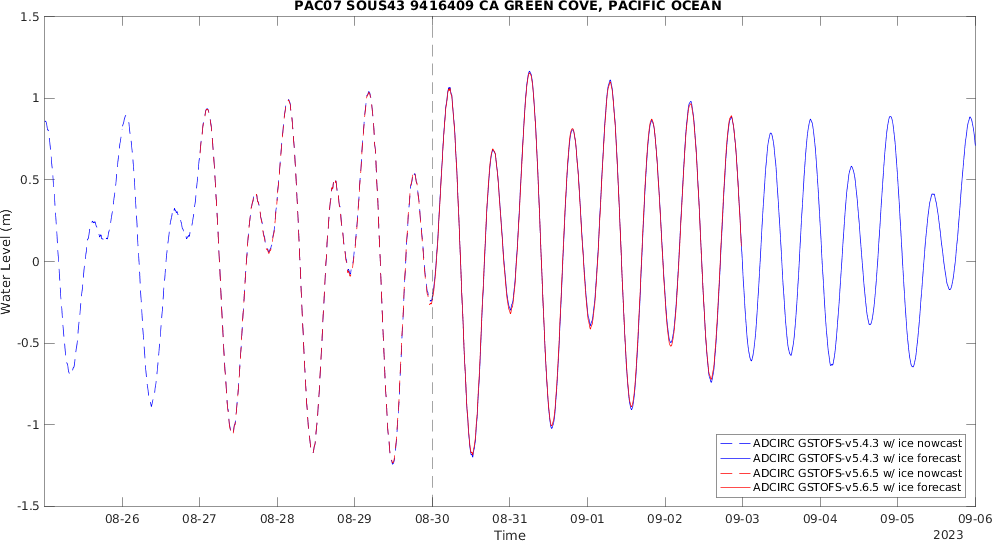 PAC07 SOUS43 9416409 CA GREEN COVE, PACIFIC OCEAN
1.5
1
0.5
0
-0.5
-1
-1.5
Water Level (m)
08-26 08-27 08-28 08-29 08-30 08-31 09-01 09-02 09-03 09-04 09-05 09-06
Time
2023
ADCIRC GSTOFS-v5.4.3 w/ ice nowcast
ADCIRC GSTOFS-v5.4.3 w/ ice forecast
ADCIRC GSTOFS-v5.6.5 w/ ice nowcast
ADCIRC GSTOFS-v5.6.5 w/ ice forecast